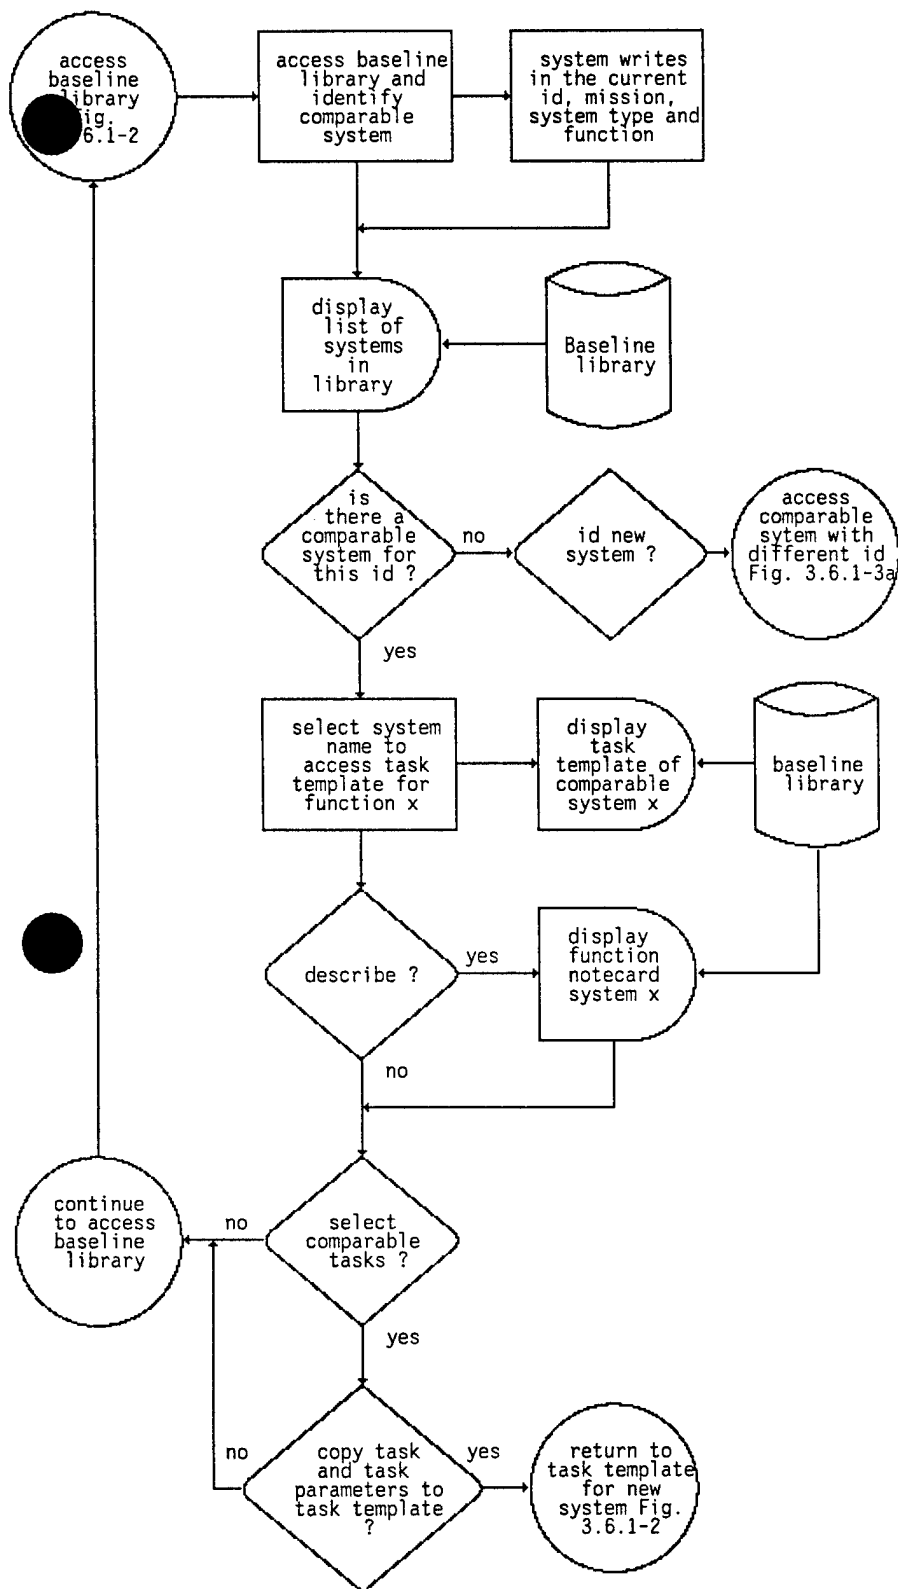 access
baseline
library
6.1-2
access baseline
library and
identify
comparable
system
system writes
in the current
id, mission,
system type and
function
display
list of
systems
in
library
Baseline
library
is
there a
comparable
system for
this id ?
no
id new
system ?
access
comparable
sytem with
different id
Fig. 3.6.1-3a
yes
select system
name to
access task
template for
function x
display
task
template of
comparable
system x
baseline
library
describe ?
yes
display
function
notecard
system x
no
continue
to access
baseline
library
no
select
comparable
tasks ?
yes
no
copy task
and task
parameters to
task template
?
yes
return to
task template
for new
system Fig.
3.6.1-2